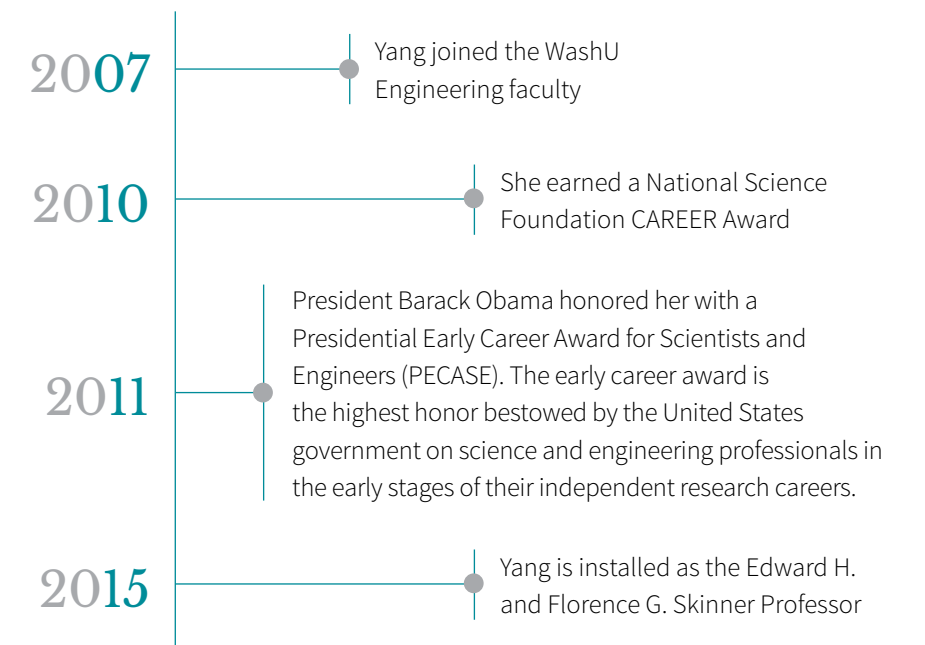 2007
Yang joined the WashU
Engineering faculty
2010
She earned a National Science
Foundation CAREER Award
2011
President Barack Obama honored her with a
Presidential Early Career Award for Scientists and
Engineers (PECASE). The early career award is
the highest honor bestowed by the United States
government on science and engineering professionals in
the early stages of their independent research careers.
2015
Yang is installed as the Edward H.
and Florence G. Skinner Professor